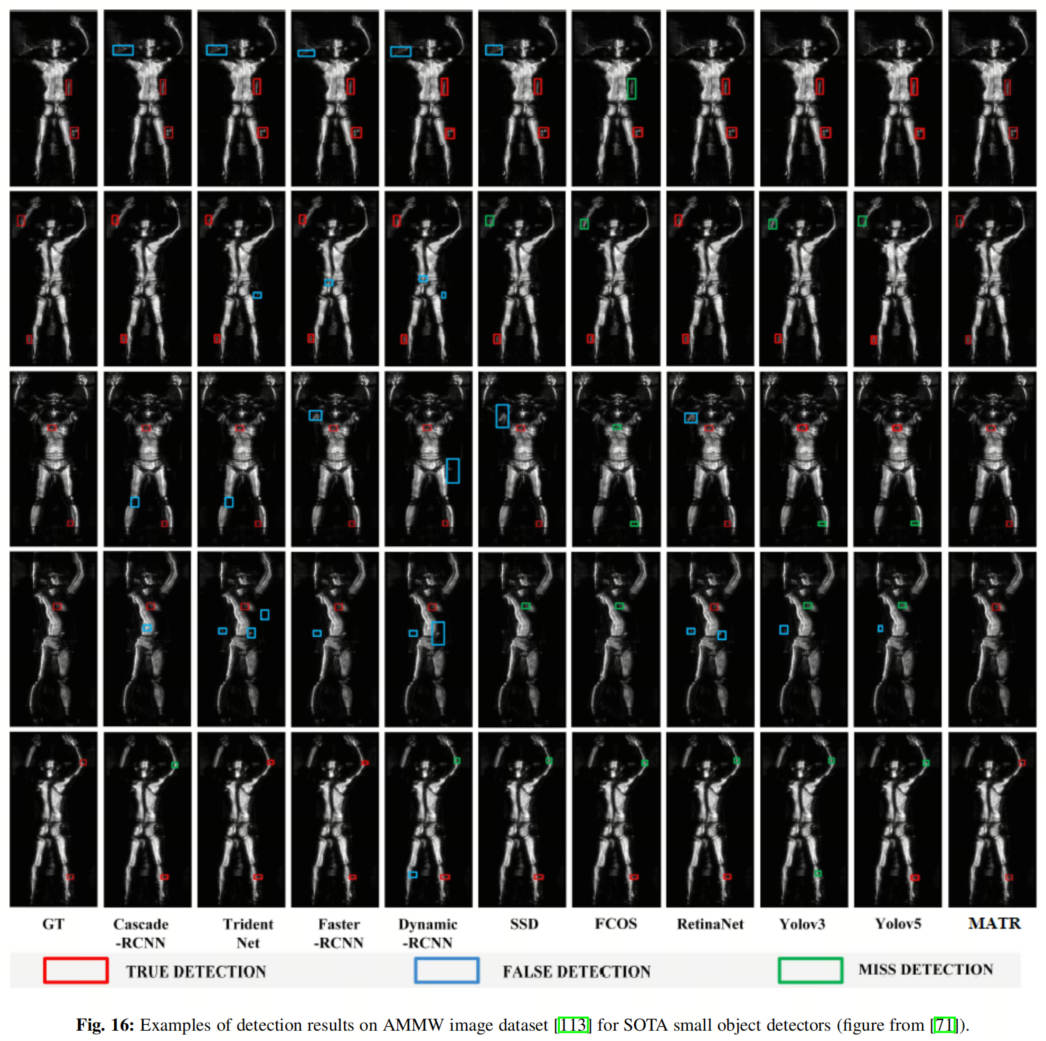 GT Cascade Trident Faster Dynamic SSD FCOS RetinaNet Yolov3 Yolov5 MATR
-RCNN Net -RCNN -RCNN
TRUE DETECTION FALSE DETECTION MISS DETECTION
Fig. 16: Examples of detection results on AMMW image dataset [113] for SOTA small object detectors (figure from [71]).